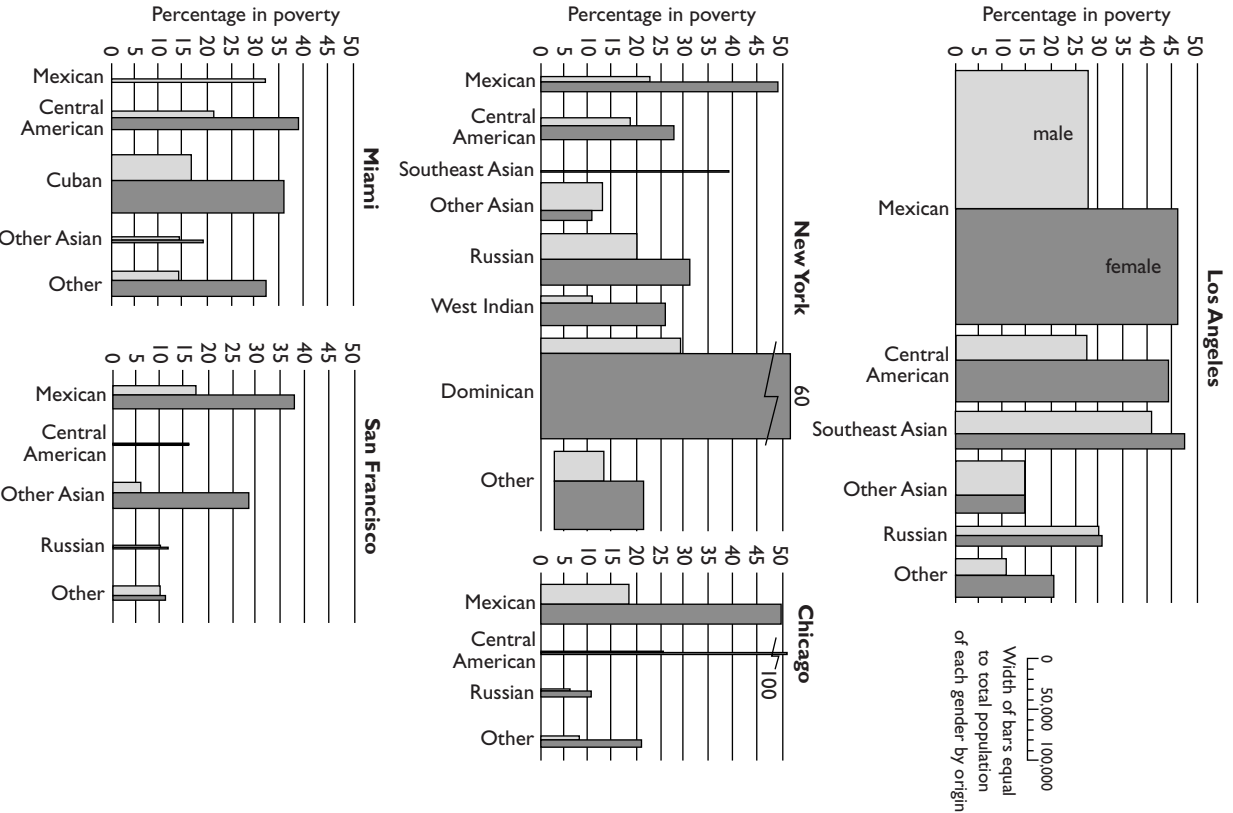 Percentage in poverty
0 5 10 15 20 25 30 35 40 45 50
Mexican
Central
American
Cuban
Other Asian
Other
Miami
0 5 10 15 20 25 30 35 40 45 50
Mexican
Central
American
Other Asian
Russian
Other
San Francisco
Percentage in poverty
0 5 10 15 20 25 30 35 40 45 50
Mexican
Central
American
Southeast Asian
Other Asian
Russian
West Indian
Dominican
60
Other
New York
0 5 10 15 20 25 30 35 40 45 50
Mexican
Central
American
100
Russian
Other
Chicago
Percentage in poverty
0 5 10 15 20 25 30 35 40 45 50
male
Mexican
female
Central
American
Southeast Asian
Other Asian
Russian
Other
Los Angeles
0 50,000 100,000
Width of bars equal
to total population
of each gender by origin